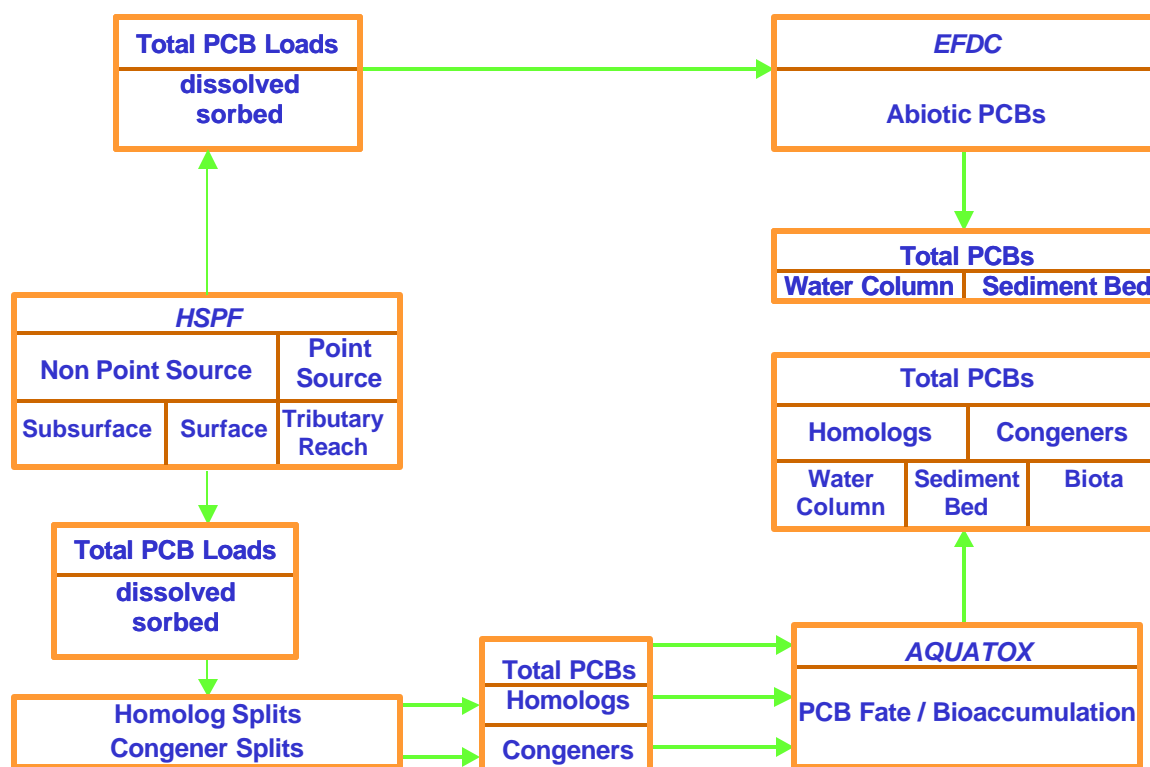 Total PCB Loads
dissolved
sorbed
EFDC
Abiotic PCBs
Total PCBs
Water Column
Sediment Bed
HSPF
Non Point Source
Point
Source
Subsurface
Surface
Tributary
Reach
Total PCBs
Homologs
Congeners
Water
Column
Sediment
Bed
Biota
Total PCB Loads
dissolved
sorbed
Homolog Splits
Congener Splits
Total PCBs
Homologs
Congeners
AQUATOX
PCB Fate / Bioaccumulation